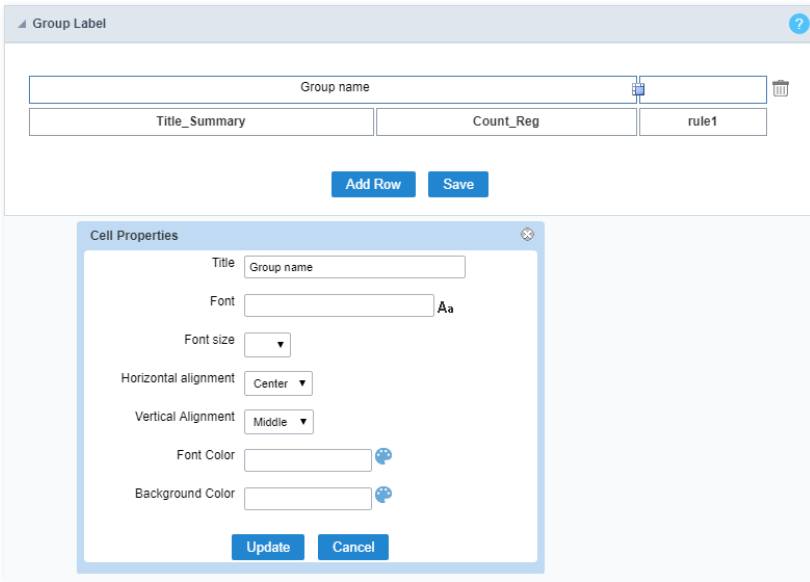 Group Label
?
Group name
Title_Summary Count_Reg rule1
Add Row Save
Cell Properties
Title Group name
Font Aa
Font size
Horizontal alignment Center
Vertical Alignment Middle
Font Color
Background Color
Update Cancel